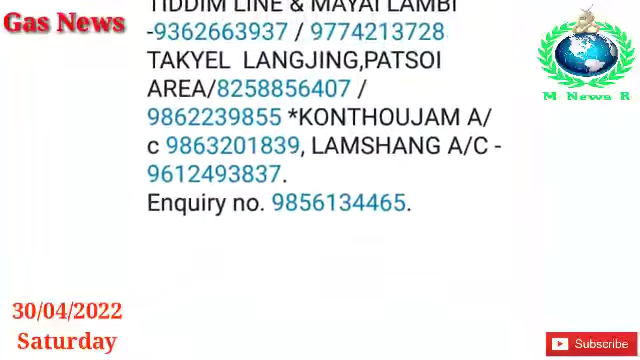 Gas News
TIDDIM LINE & MAYAI LAMBI
-9362663937 / 9774213728
TAKYEL LANGJING,PATSOI
AREA/8258856407 /
9862239855 *KONTHOUJAM A/
c 9863201839, LAMSHANG A/C -
9612493837.
Enquiry no. 9856134465.
M News R
30/04/2022
Saturday
Subscribe